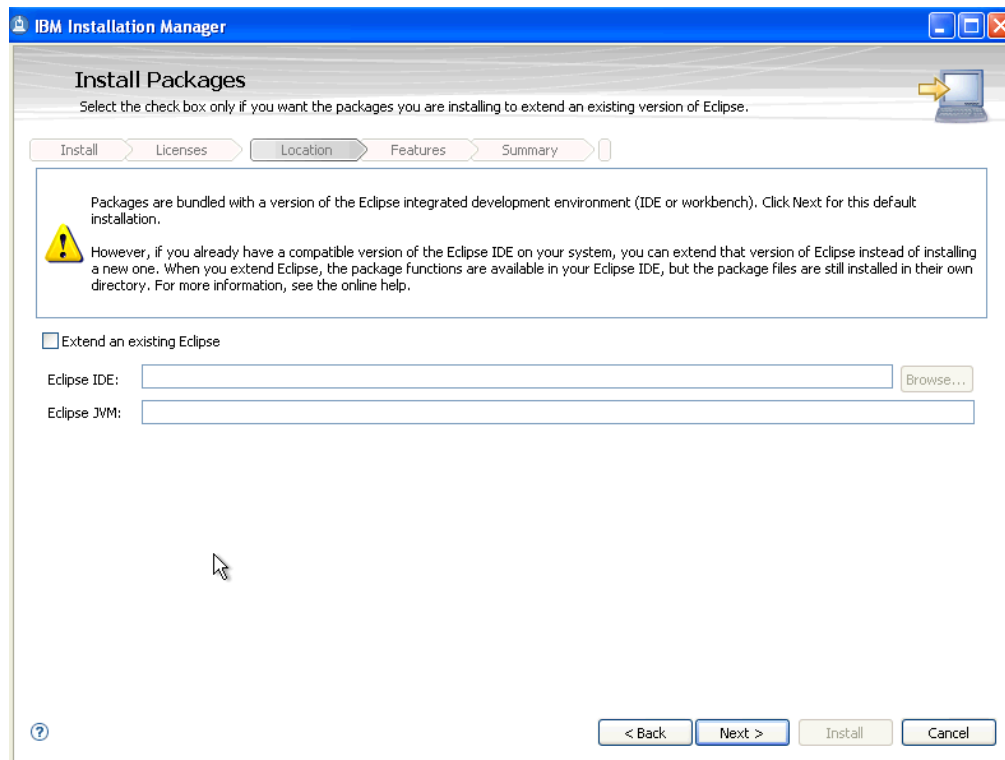 IBM Installation Manager
Install Packages
Select the check box only if you want the packages you are installing to extend an existing version of Eclipse.
Install Licenses Location Features Summary
Packages are bundled with a version of the Eclipse integrated development environment (IDE or workbench). Click Next for this default
installation.
However, if you already have a compatible version of the Eclipse IDE on your system, you can extend that version of Eclipse instead of installing
a new one. When you extend Eclipse, the package functions are available in your Eclipse IDE, but the package files are still installed in their own
directory. For more information, see the online help.
Extend an existing Eclipse
Eclipse IDE: Browse...
Eclipse JVM:
? < Back Next > Install Cancel